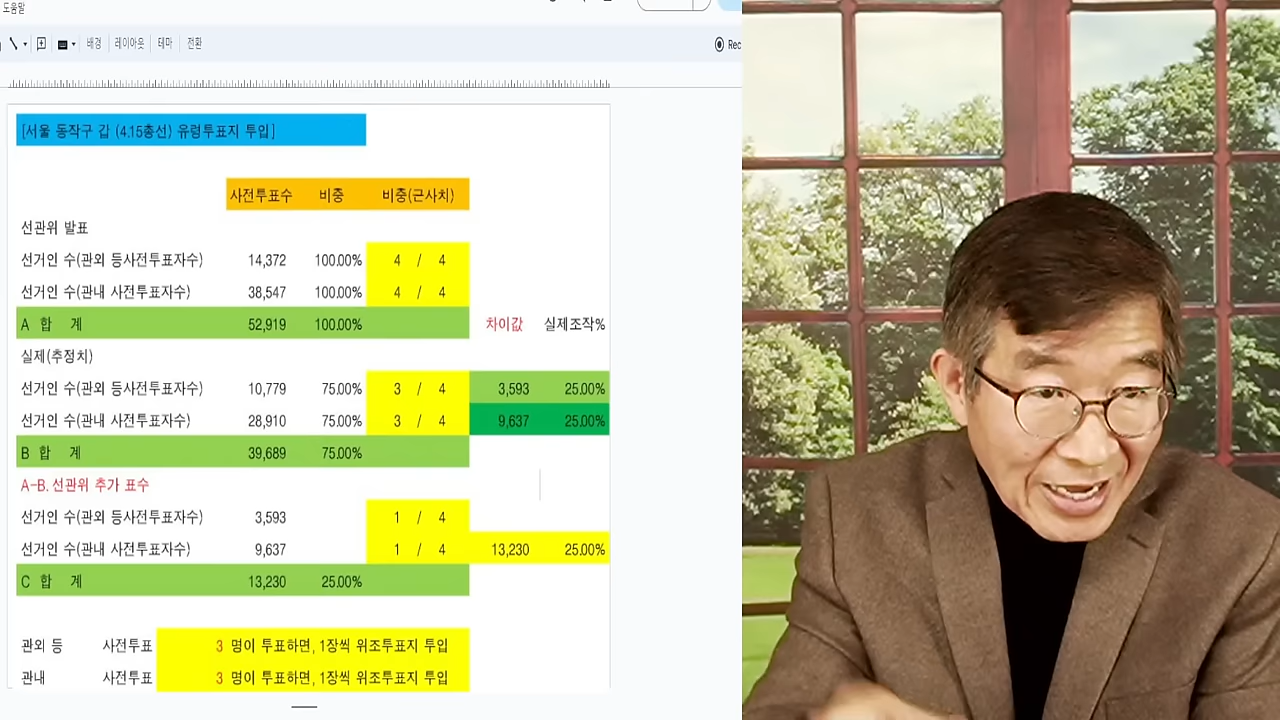 도움말
배경 레이아웃 테마 전환
Rec
[서울 동작구 갑 (4.15총선) 유령투표지 투입]
사전투표수 비중 비중(근사치)
선관위 발표
선거인 수(관외 등사전투표자수) 14,372 100.00% 4 / 4
선거인 수(관내 사전투표자수) 38,547 100.00% 4 / 4
A 합 계 52,919 100.00% 차이값 실제조작%
실제(추정치)
선거인 수(관외 등사전투표자수) 10,779 75.00% 3 / 4 3,593 25.00%
선거인 수(관내 사전투표자수) 28,910 75.00% 3 / 4 9,637 25.00%
B 합 계 39,689 75.00%
A-B. 선관위 추가 표수
선거인 수(관외 등사전투표자수) 3,593 1 / 4
선거인 수(관내 사전투표자수) 9,637 1 / 4 13,230 25.00%
C 합 계 13,230 25.00%
관외 등 사전투표 3 명이 투표하면, 1장씩 위조투표지 투입
관내 사전투표 3 명이 투표하면, 1장씩 위조투표지 투입